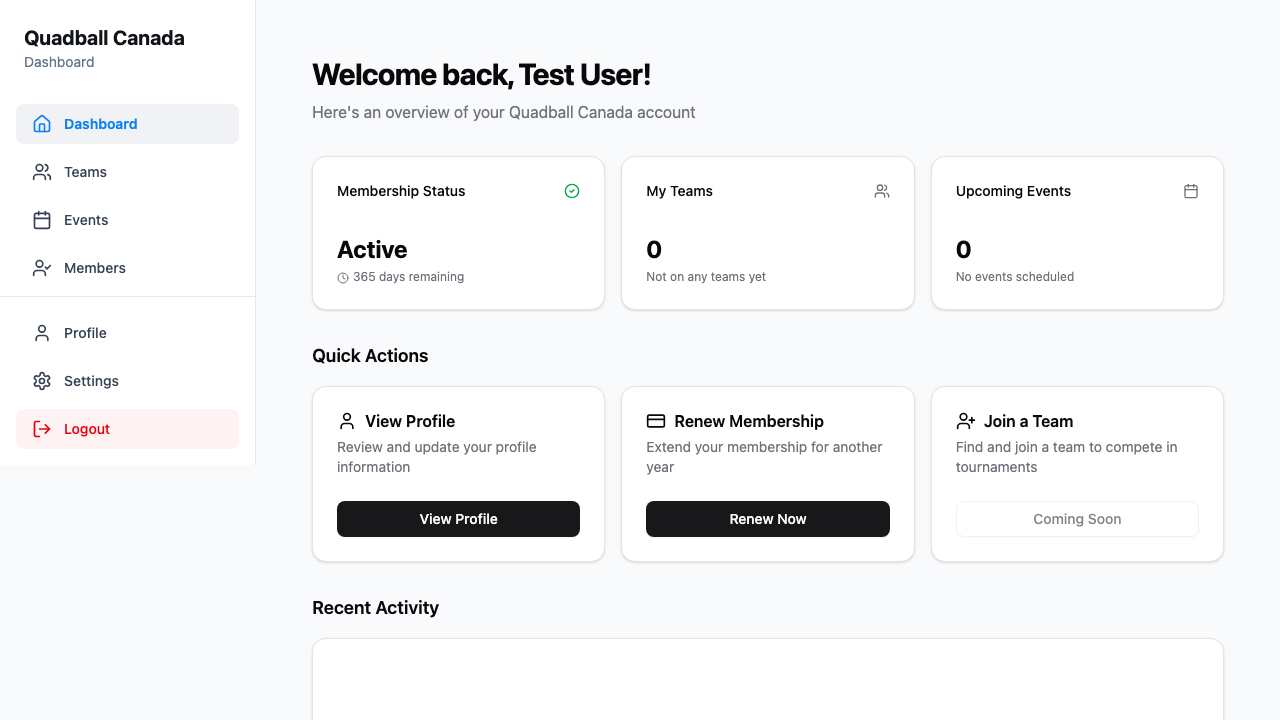 Quadball Canada
Dashboard
Dashboard
Teams
Events
Members
Profile
Settings
Logout
Welcome back, Test User!
Here's an overview of your Quadball Canada account
Membership Status
Active
365 days remaining
My Teams
0
Not on any teams yet
Upcoming Events
0
No events scheduled
Quick Actions
View Profile
Review and update your profile
information
View Profile
Renew Membership
Extend your membership for another
year
Renew Now
Join a Team
Find and join a team to compete in
tournaments
Coming Soon
Recent Activity